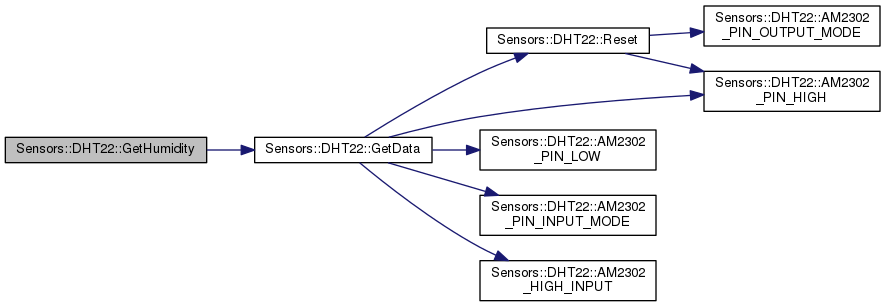 Sensors::DHT22::GetHumidity
Sensors::DHT22::GetData
Sensors::DHT22::Reset
Sensors::DHT22::AM2302
_PIN_OUTPUT_MODE
Sensors::DHT22::AM2302
_PIN_HIGH
Sensors::DHT22::AM2302
_PIN_LOW
Sensors::DHT22::AM2302
_PIN_INPUT_MODE
Sensors::DHT22::AM2302
_HIGH_INPUT